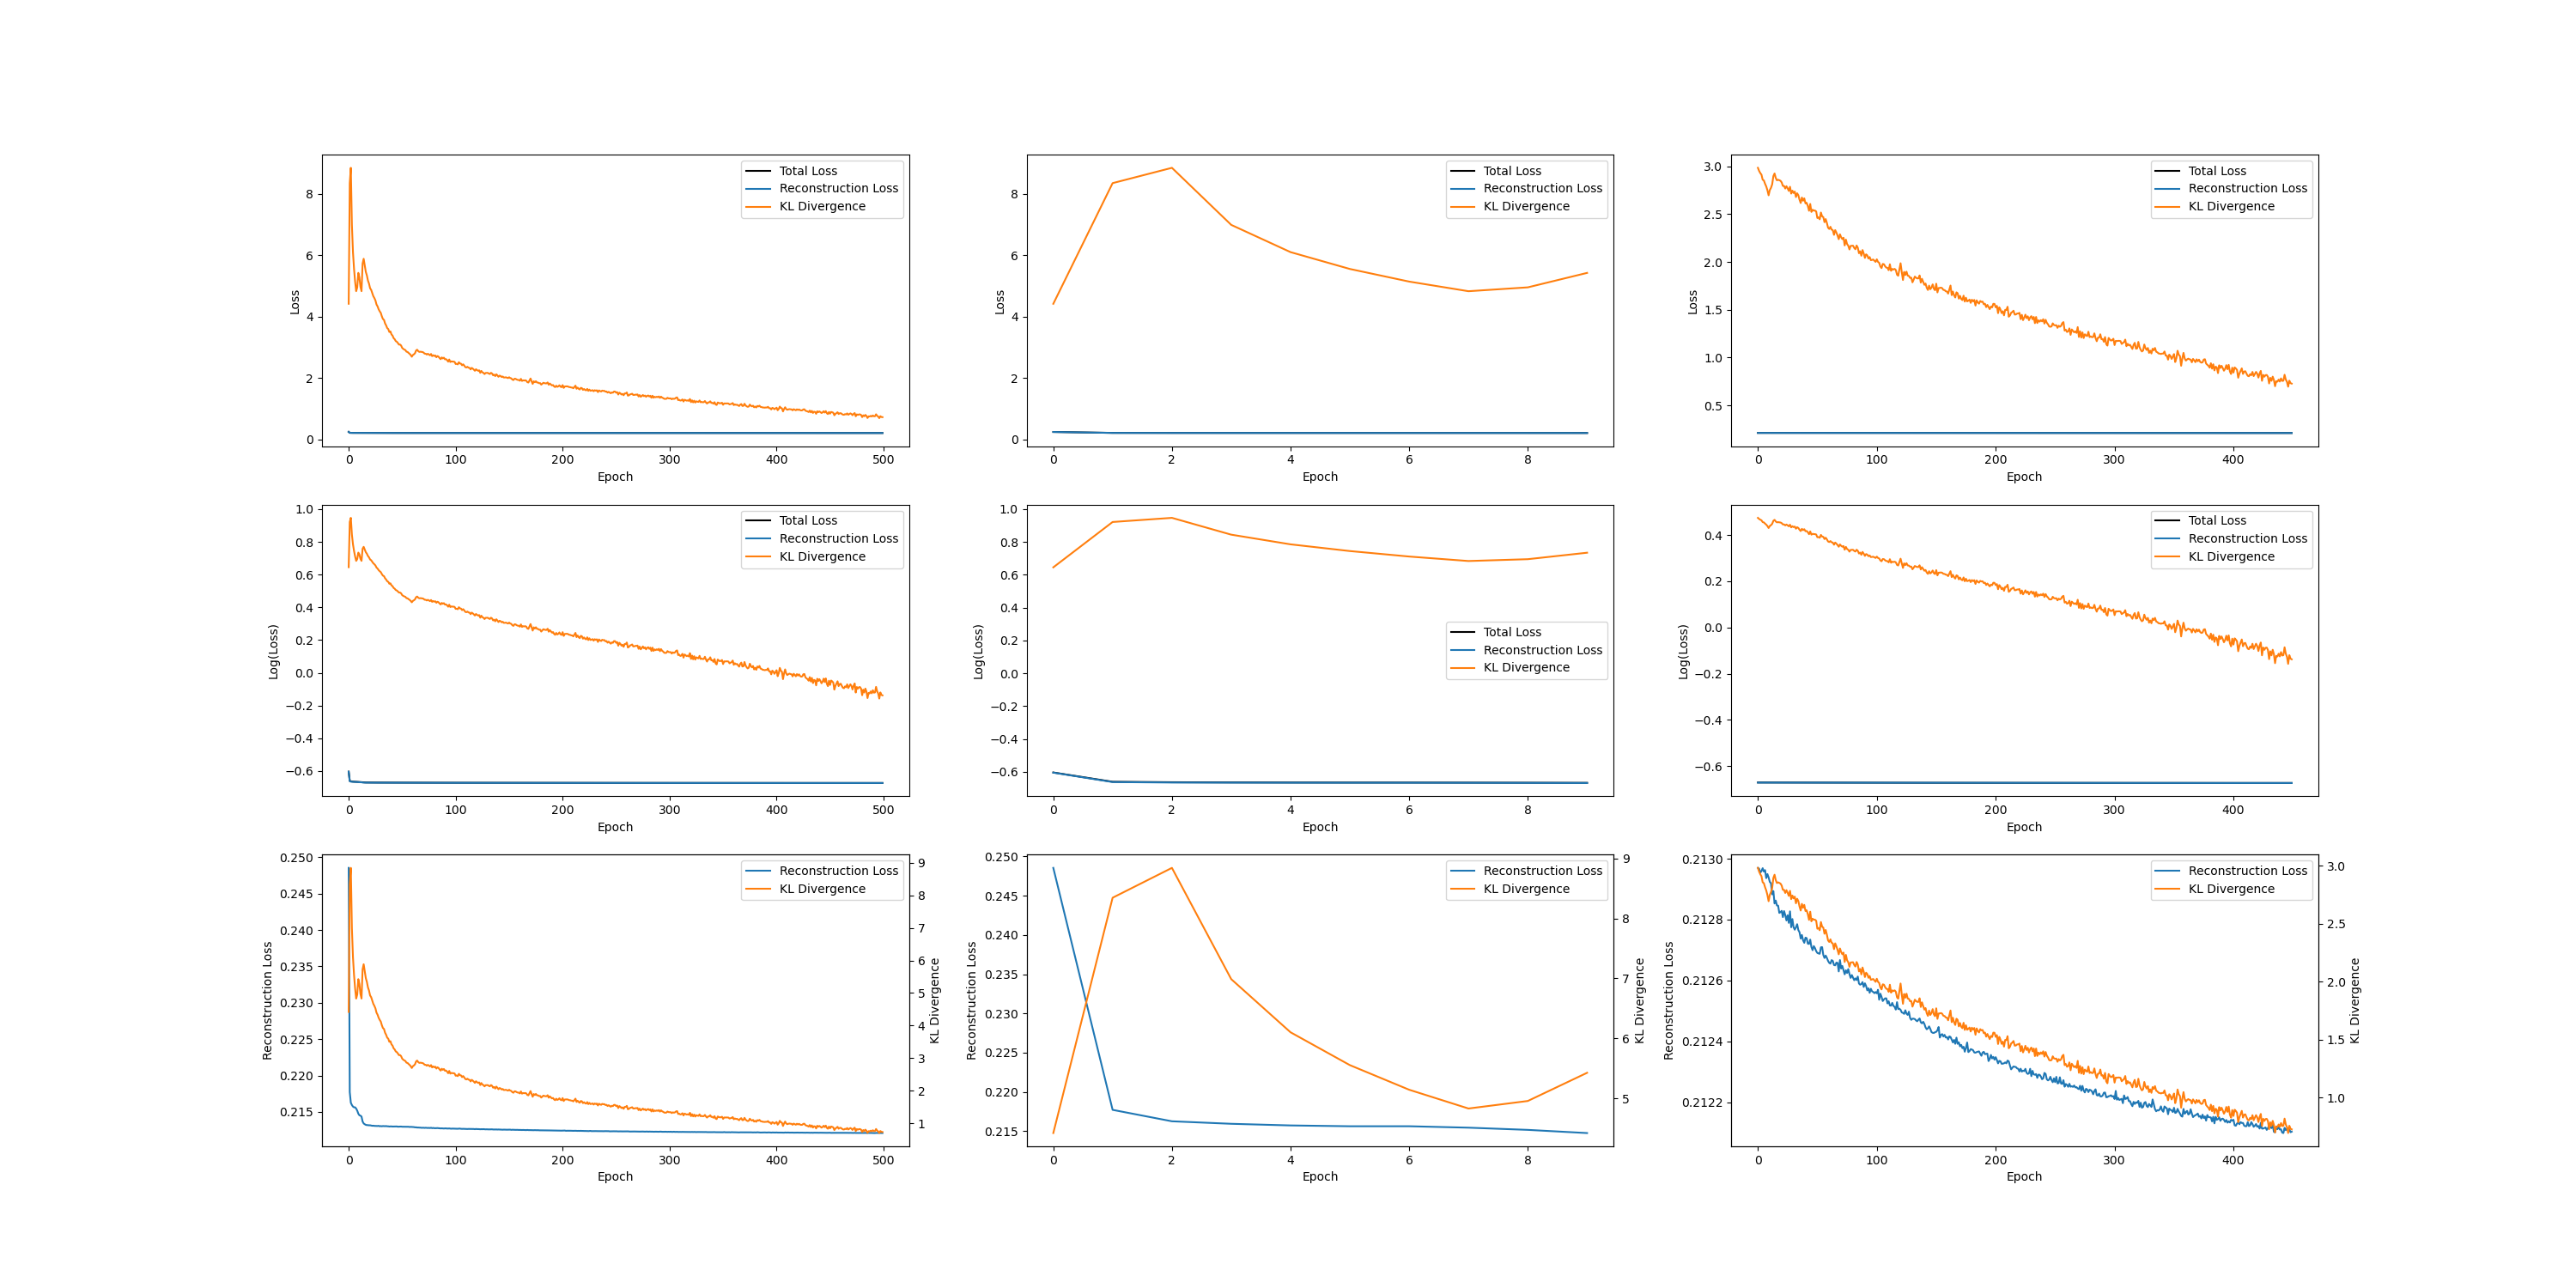 Loss
8
6
4
2
0
0 100 200 300 400 500
Epoch
Total Loss
Reconstruction Loss
KL Divergence
Loss
8
6
4
2
0
0 2 4 6 8
Epoch
Total Loss
Reconstruction Loss
KL Divergence
Loss
3.0
2.5
2.0
1.5
1.0
0.5
0 100 200 300 400
Epoch
Total Loss
Reconstruction Loss
KL Divergence
Log(Loss)
1.0
0.8
0.6
0.4
0.2
0.0
−0.2
−0.4
−0.6
0 100 200 300 400 500
Epoch
Total Loss
Reconstruction Loss
KL Divergence
Log(Loss)
1.0
0.8
0.6
0.4
0.2
0.0
−0.2
−0.4
−0.6
0 2 4 6 8
Epoch
Total Loss
Reconstruction Loss
KL Divergence
Log(Loss)
0.4
0.2
0.0
−0.2
−0.4
−0.6
0 100 200 300 400
Epoch
Total Loss
Reconstruction Loss
KL Divergence
Reconstruction Loss
0.250
0.245
0.240
0.235
0.230
0.225
0.220
0.215
0 100 200 300 400 500
Epoch
Reconstruction Loss
KL Divergence
9
8
7
6
5
4
3
2
1
KL Divergence
Reconstruction Loss
0.250
0.245
0.240
0.235
0.230
0.225
0.220
0.215
0 2 4 6 8
Epoch
Reconstruction Loss
KL Divergence
9
8
7
6
5
KL Divergence
Reconstruction Loss
0.2130
0.2128
0.2126
0.2124
0.2122
0 100 200 300 400
Epoch
Reconstruction Loss
KL Divergence
3.0
2.5
2.0
1.5
1.0
KL Divergence